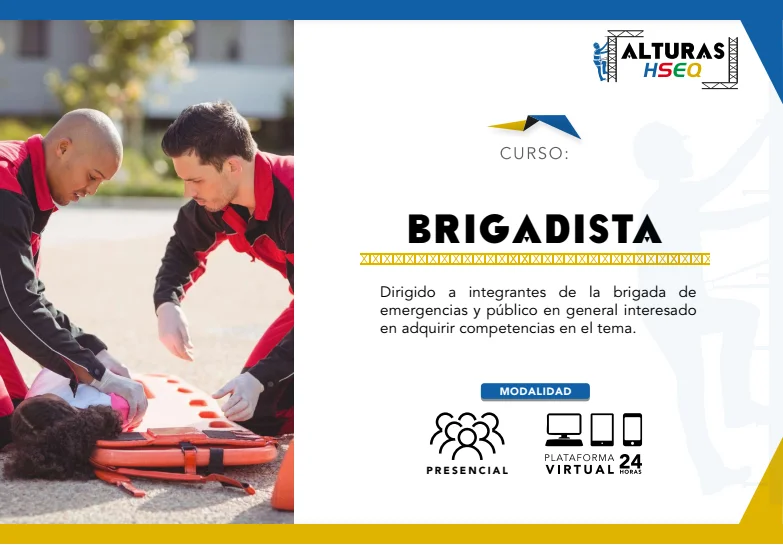 ALTURAS
HSEQ
CURSO:
BRIGADISTA
Dirigido a integrantes de la brigada de
emergencias y público en general interesado
en adquirir competencias en el tema.
MODALIDAD
PRESENCIAL
PLATAFORMA
VIRTUAL
24
HORAS